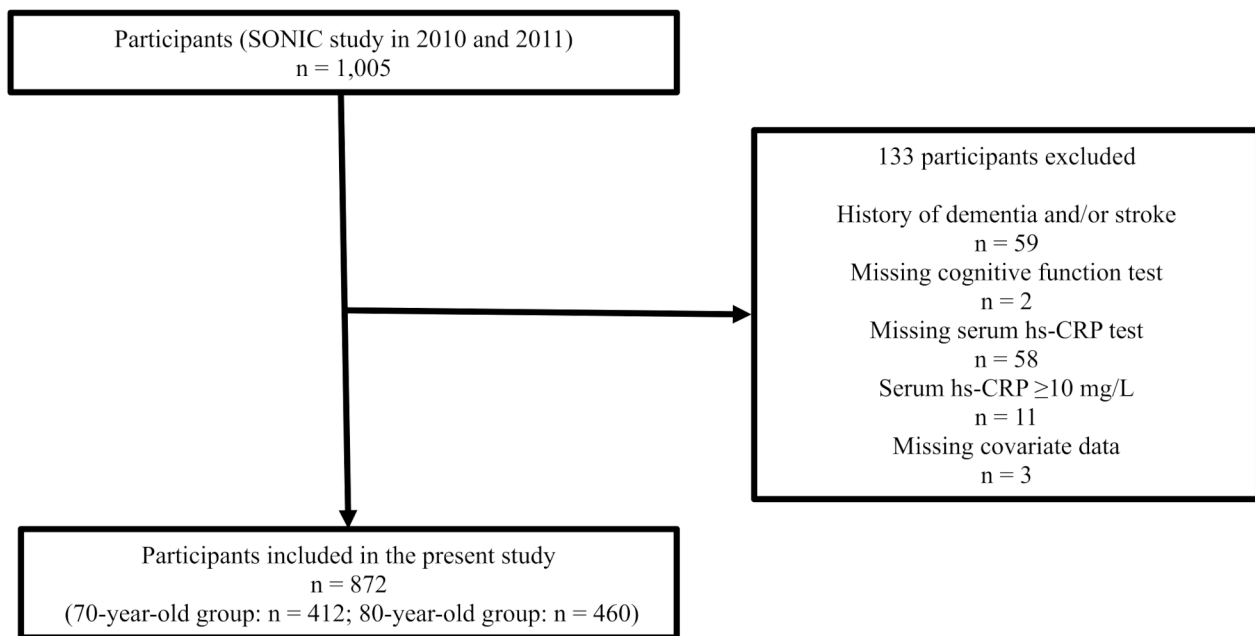 Participants (SONIC study in 2010 and 2011)
n = 1,005
133 participants excluded
History of dementia and/or stroke
n = 59
Missing cognitive function test
n = 2
Missing serum hs-CRP test
n = 58
Serum hs-CRP ≥10 mg/L
n = 11
Missing covariate data
n = 3
Participants included in the present study
n = 872
(70-year-old group: n = 412; 80-year-old group: n = 460)